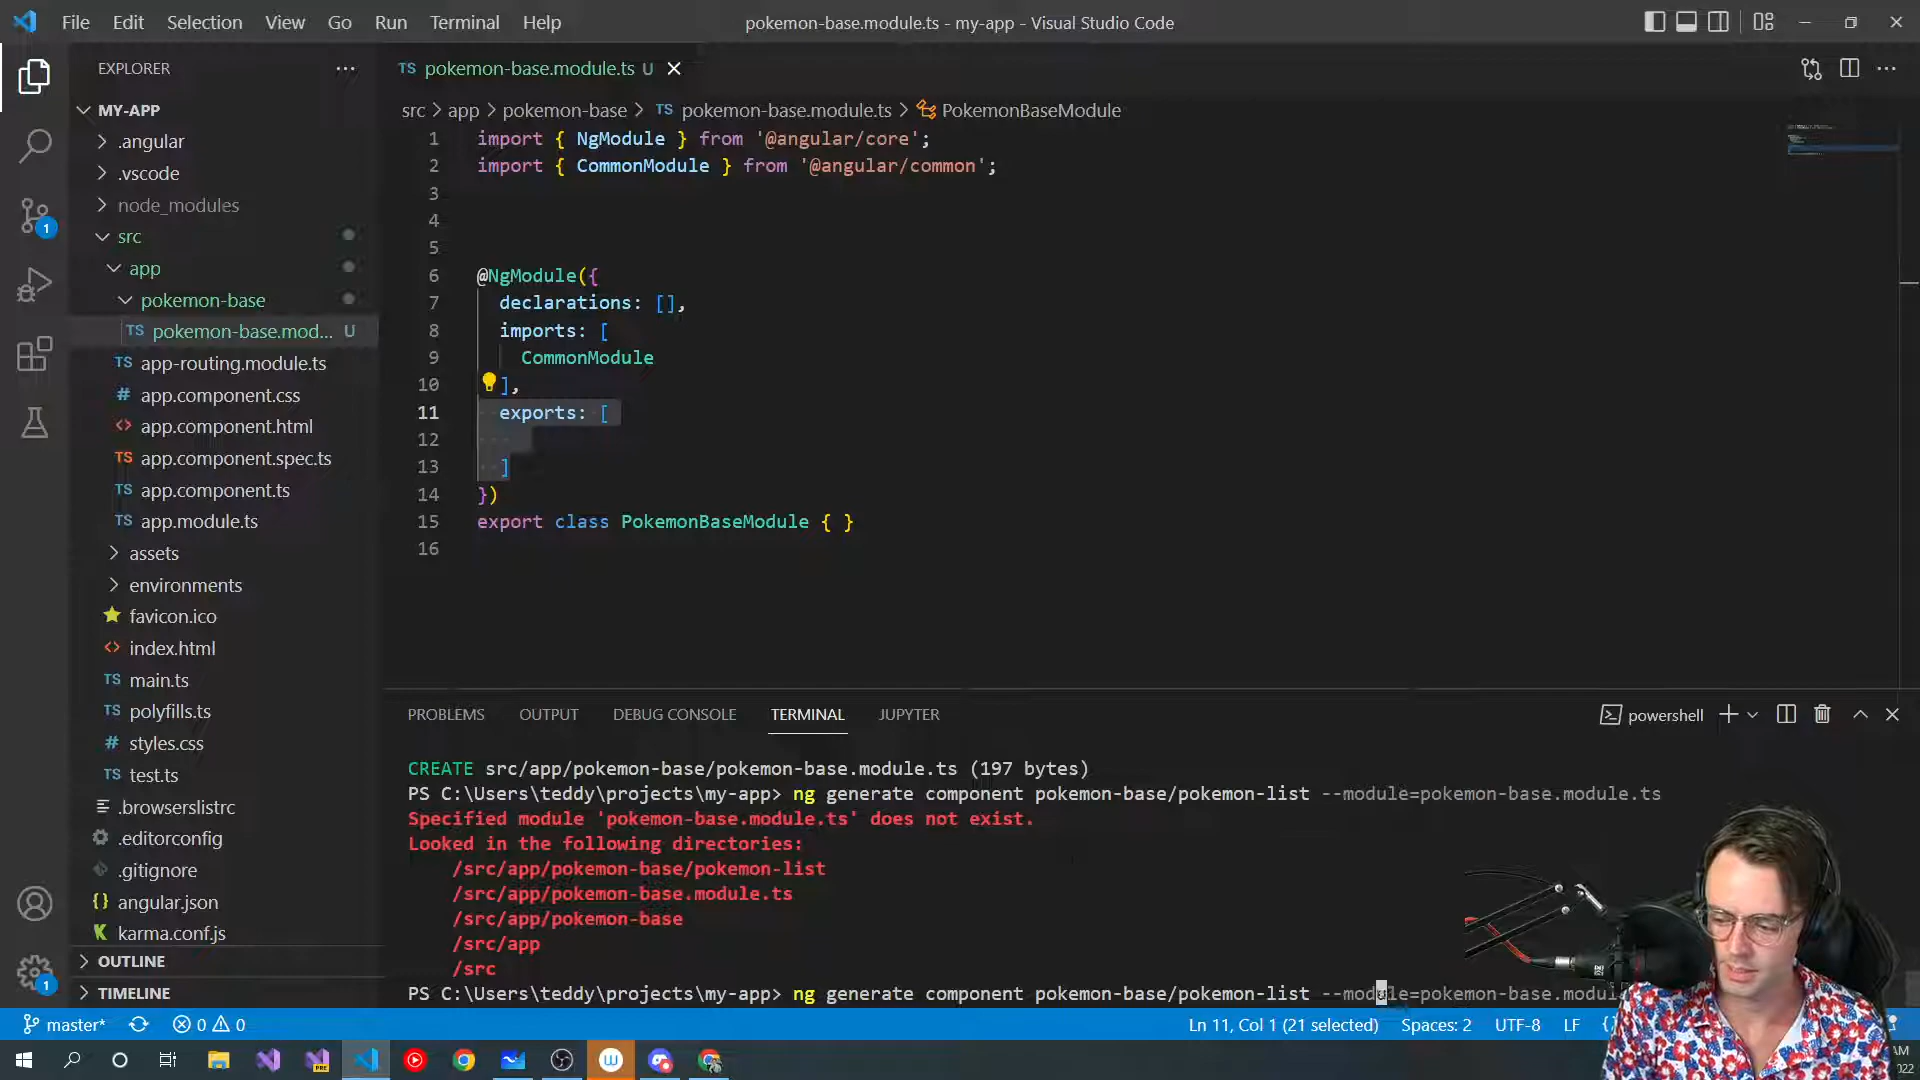 File Edit Selection View Go Run Terminal Help
pokemon-base.module.ts - my-app - Visual Studio Code
EXPLORER
MY-APP
.angular
.vscode
node_modules
src
app
pokemon-base
pokemon-base.mod... U
app-routing.module.ts
app.component.css
app.component.html
app.component.spec.ts
app.component.ts
app.module.ts
assets
environments
favicon.ico
index.html
main.ts
polyfills.ts
styles.css
test.ts
.browserslistrc
.editorconfig
.gitignore
angular.json
karma.conf.js
OUTLINE
TIMELINE
TS pokemon-base.module.ts U
src > app > pokemon-base > TS pokemon-base.module.ts > PokemonBaseModule
1 import { NgModule } from '@angular/core';
2 import { CommonModule } from '@angular/common';
3
4
5
6 @NgModule({
7 declarations: [],
8 imports: [
9 CommonModule
10 ],
11 exports: [
12
13 ]
14 })
15 export class PokemonBaseModule { }
16
PROBLEMS OUTPUT DEBUG CONSOLE TERMINAL JUPYTER
powershell
CREATE src/app/pokemon-base/pokemon-base.module.ts (197 bytes)
PS C:\Users\teddy\projects\my-app> ng generate component pokemon-base/pokemon-list --module=pokemon-base.module.ts
Specified module 'pokemon-base.module.ts' does not exist.
Looked in the following directories:
/src/app/pokemon-base/pokemon-list
/src/app/pokemon-base.module.ts
/src/app/pokemon-base
/src/app
/src
PS C:\Users\teddy\projects\my-app> ng generate component pokemon-base/pokemon-list --module=pokemon-base.modul
master* 0 0
Ln 11, Col 1 (21 selected) Spaces: 2 UTF-8 LF